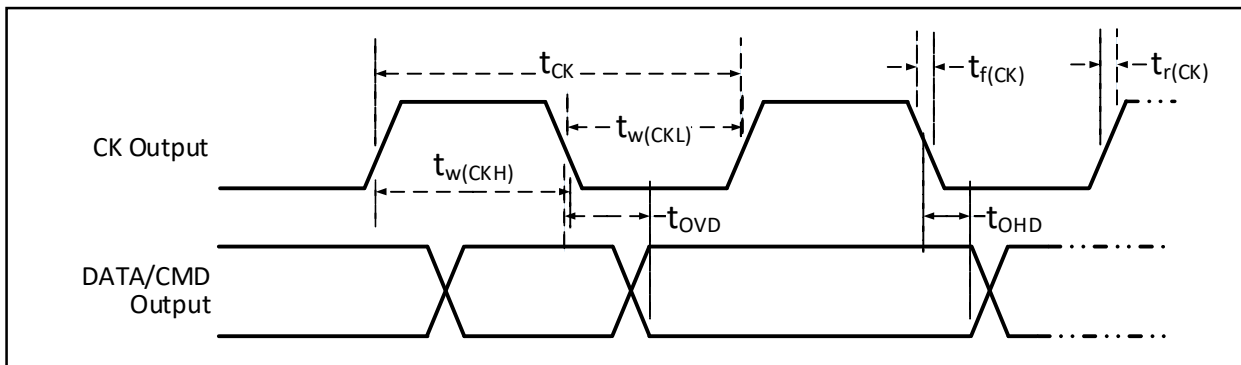 tCK
tf(CK)
tr(CK)
CK Output
tw(CKL)
tw(CKH)
tOVD
tOHD
DATA/CMD
Output